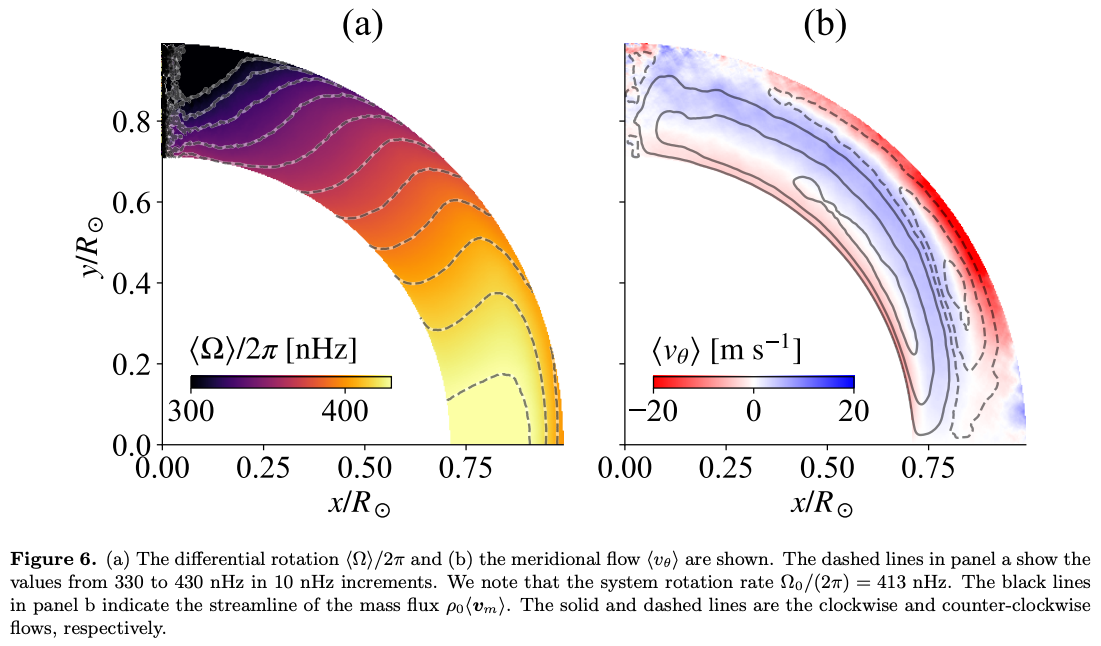 (a)
(b)
y/R⊙
0.8
0.6
0.4
0.2
0.0
⟨Ω⟩/2π [nHz]
300
400
0.00
0.25
0.50
0.75
x/R⊙
⟨vθ⟩ [m s⁻¹]
−20
0
20
0.00
0.25
0.50
0.75
x/R⊙
Figure 6. (a) The differential rotation ⟨Ω⟩/2π and (b) the meridional flow ⟨vθ⟩ are shown. The dashed lines in panel a show the
values from 330 to 430 nHz in 10 nHz increments. We note that the system rotation rate Ω₀/(2π) = 413 nHz. The black lines
in panel b indicate the streamline of the mass flux ρ₀⟨vₘ⟩. The solid and dashed lines are the clockwise and counter-clockwise
flows, respectively.